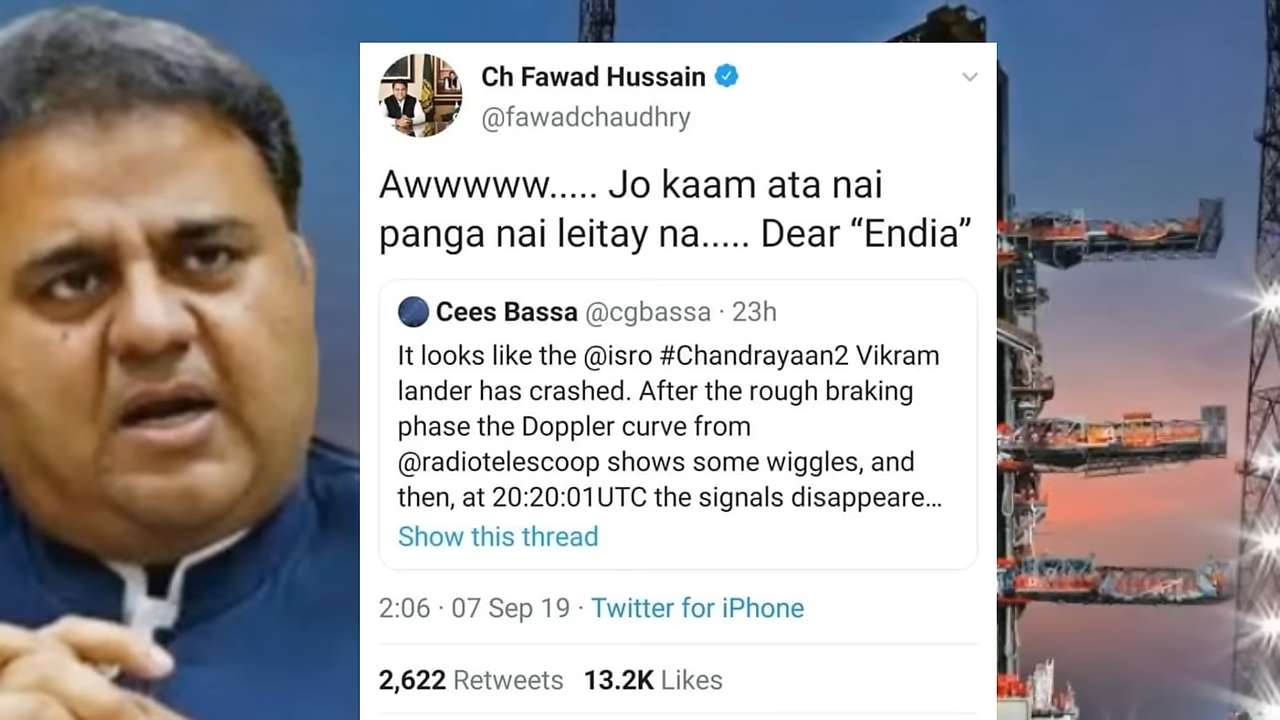 Ch Fawad Hussain
@fawadchaudhry
Awwwww..... Jo kaam ata nai
panga nai leitay na..... Dear “Endia”
Cees Bassa @cgbassa · 23h
It looks like the @isro #Chandrayaan2 Vikram
lander has crashed. After the rough braking
phase the Doppler curve from
@radiotelescoop shows some wiggles, and
then, at 20:20:01UTC the signals disappeare...
Show this thread
2:06 · 07 Sep 19 · Twitter for iPhone
2,622 Retweets 13.2K Likes